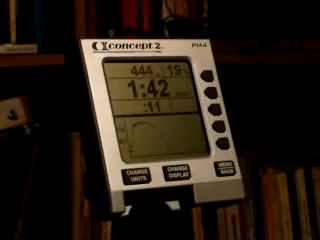 concept 2. PM4
444 m 19
1:42
:11
CHANGE UNITS CHANGE DISPLAY MENU BACK